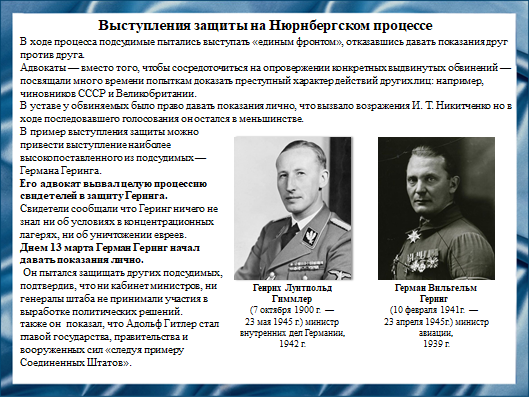 Выступления защиты на Нюрнбергском процессе
В ходе процесса подсудимые пытались выступать «единым фронтом», отказавшись давать показания друг
против друга.
Адвокаты — вместо того, чтобы сосредоточиться на опровержении конкретных выдвинутых обвинений —
посвящали много времени попыткам доказать преступный характер действий других лиц: например,
чиновников СССР и Великобритании.
В уставе у обвиняемых было право давать показания лично, что вызвало возражения И. Т. Никитченко но в
ходе последовавшего голосования он остался в меньшинстве.
В пример выступления защиты можно
привести выступление наиболее
высокопоставленного из подсудимых —
Германа Геринга.
Его адвокат вызвал целую процессию
свидетелей в защиту Геринга.
Свидетели сообщали что Геринг ничего не
знал ни об условиях в концентрационных
лагерях, ни об уничтожении евреев.
Днем 13 марта Герман Геринг начал
давать показания лично.
Он пытался защищать других подсудимых,
подтвердив, что ни кабинет министров, ни
генералы штаба не принимали участия в
выработке политических решений.
также он показал, что Адольф Гитлер стал
главой государства, правительства и
вооруженных сил «следуя примеру
Соединенных Штатов».
Генрих Луитпольд
Гиммлер
(7 октября 1900 г. —
23 мая 1945 г.) министр
внутренних дел Германии,
1942 г.
Герман Вильгельм
Геринг
(10 февраля 1941г. —
23 апреля 1945г.) министр
авиации,
1939 г.